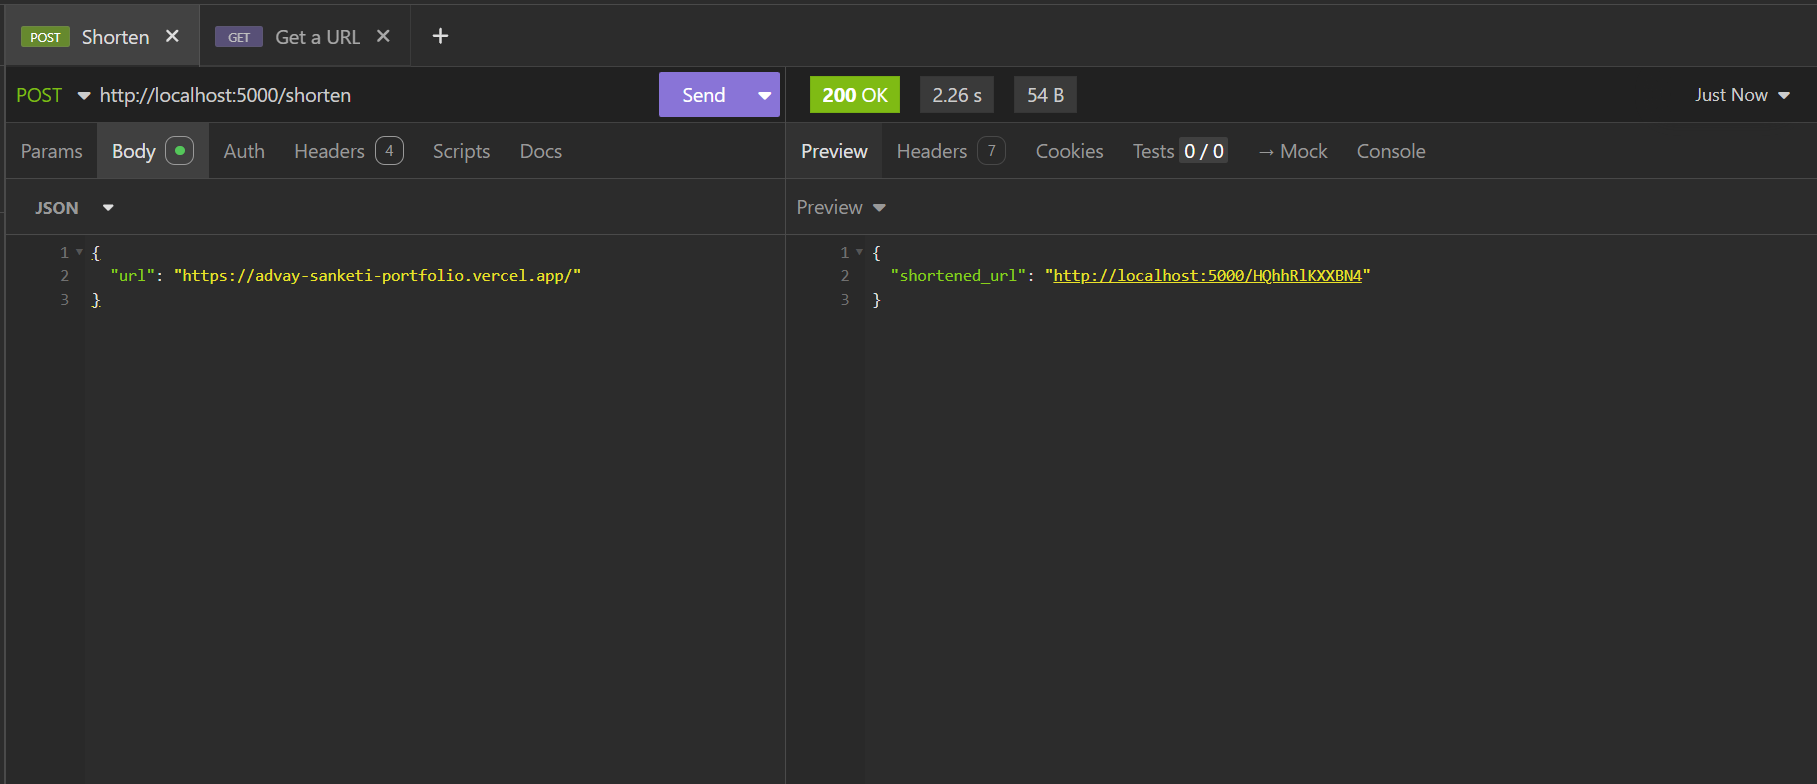 POST Shorten × GET Get a URL × +
POST http://localhost:5000/shorten Send
200 OK 2.26 s 54 B Just Now
Params Body Auth Headers 4 Scripts Docs
Preview Headers 7 Cookies Tests 0 / 0 → Mock Console
JSON
Preview
1 {
2 "url": "https://advay-sanketi-portfolio.vercel.app/"
3 }
1 {
2 "shortened_url": "http://localhost:5000/HQhhRlKXXBN4"
3 }